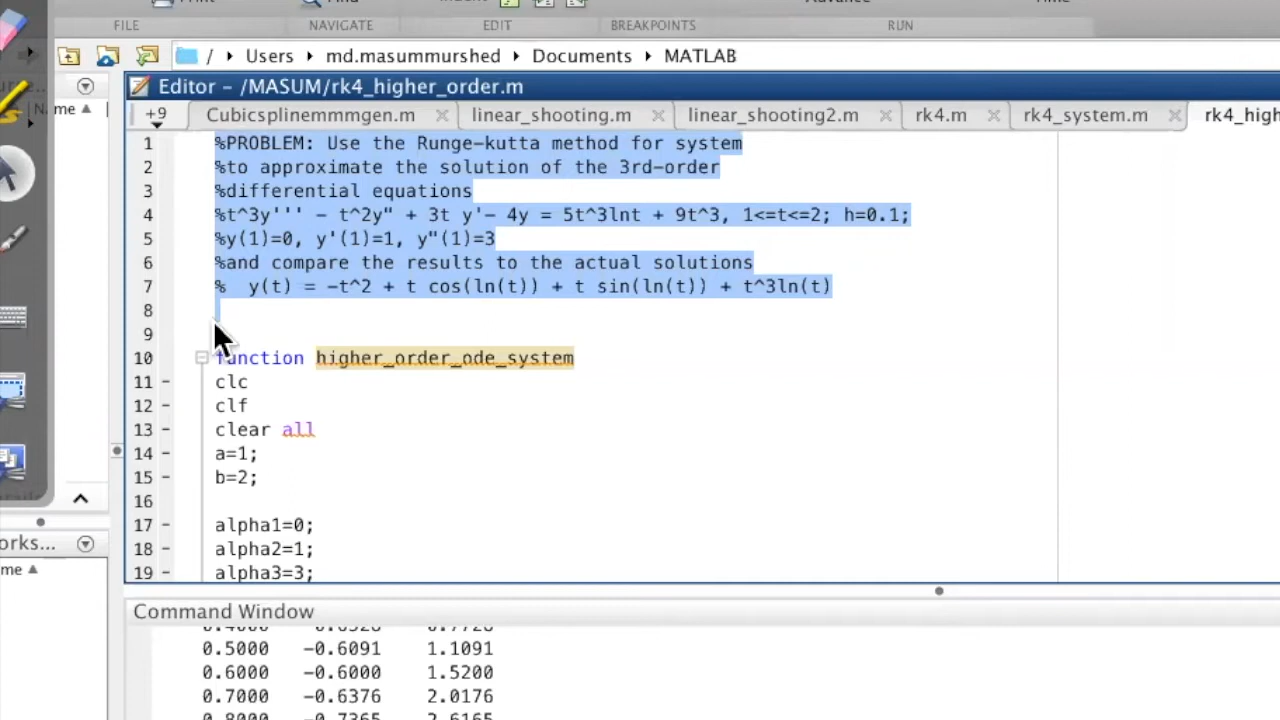 FILE NAVIGATE EDIT BREAKPOINTS RUN
/ Users md.masummurshed Documents MATLAB
Editor – /MASUM/rk4_higher_order.m
+9 Cubicsplinemmmgen.m linear_shooting.m linear_shooting2.m rk4.m rk4_system.m rk4_high
1 %PROBLEM: Use the Runge-kutta method for system
2 %to approximate the solution of the 3rd-order
3 %differential equations
4 %t^3y''' - t^2y" + 3t y'- 4y = 5t^3lnt + 9t^3, 1<=t<=2; h=0.1;
5 %y(1)=0, y'(1)=1, y"(1)=3
6 %and compare the results to the actual solutions
7 % y(t) = -t^2 + t cos(ln(t)) + t sin(ln(t)) + t^3ln(t)
8
9
10 function higher_order_ode_system
11 clc
12 clf
13 clear all
14 a=1;
15 b=2;
16
17 alpha1=0;
18 alpha2=1;
19 alpha3=3;
Command Window
0.5000 -0.6091 1.1091
0.6000 -0.6000 1.5200
0.7000 -0.6376 2.0176
0.8000 -0.7365 2.6165